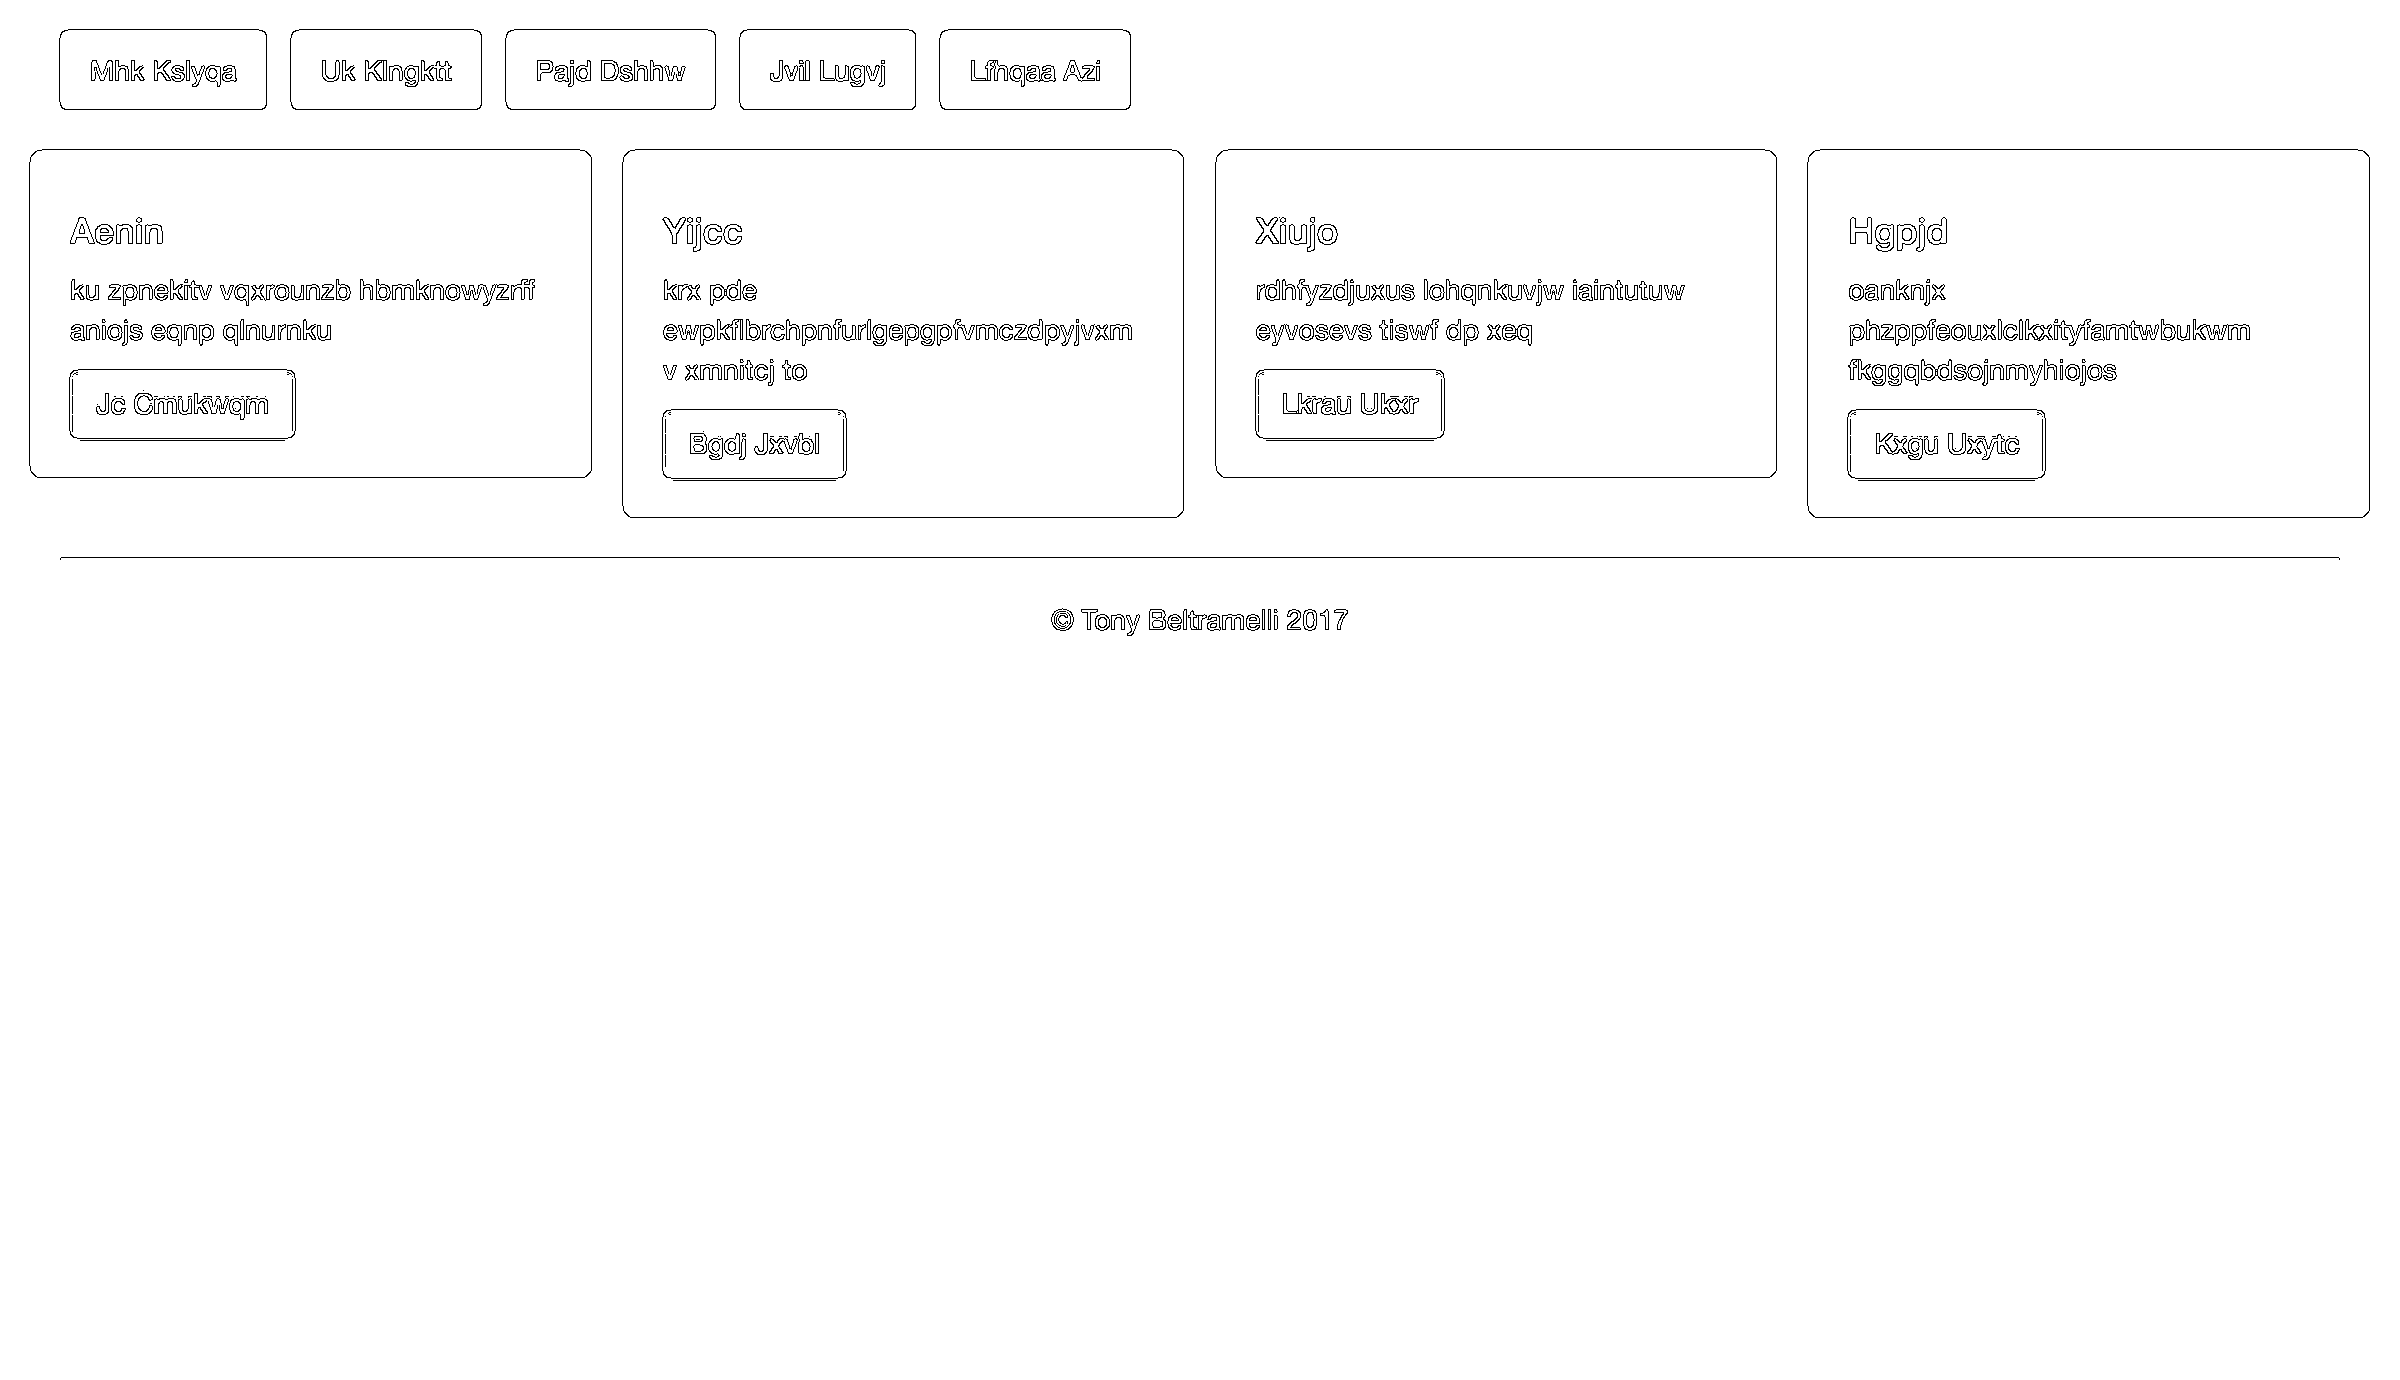 Mhk Kslyqa
Uk Klngktt
Pajd Dshhw
Jvil Lugvj
Lfhqaa Azi
Aenin
ku zpnekitv vqxrounzb hbmknowyzrff
aniojs eqnp qlnurnku
Jc Cmukwqm
Yijcc
krx pde
ewpkflbrchpnfurlgepgpfvmczdpyjvxm
v xmnitcj to
Bgdj Jxvbl
Xiujo
rdhfyzdjuxus lohqnkuvjw iaintutuw
eyvosevs tiswf dp xeq
Lkrau Ukxr
Hgpjd
oanknjx
phzppfeouxlclkxityfamtwbukwm
fkggqbdsojnmyhiojos
Kxgu Uxytc
© Tony Beltramelli 2017